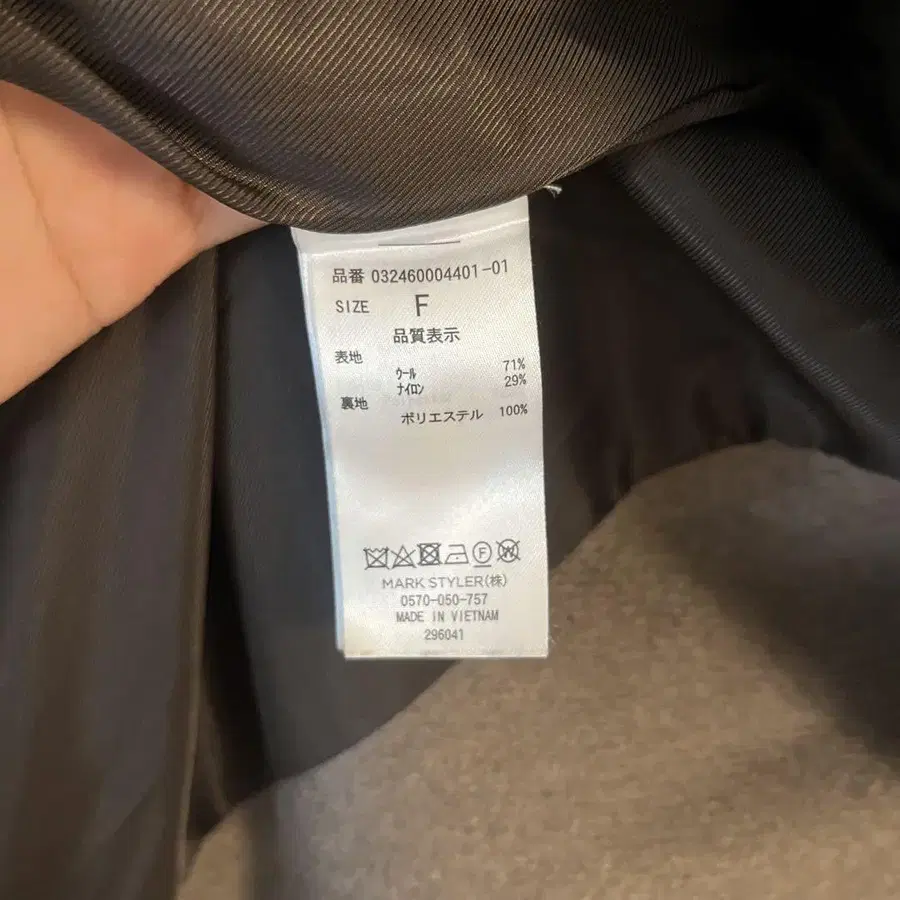 品番 032460004401-01
SIZE F
品質表示
表地
ウール 71%
ナイロン 29%
裏地
ポリエステル 100%
F W
MARK STYLER(株)
0570-050-757
MADE IN VIETNAM
296041